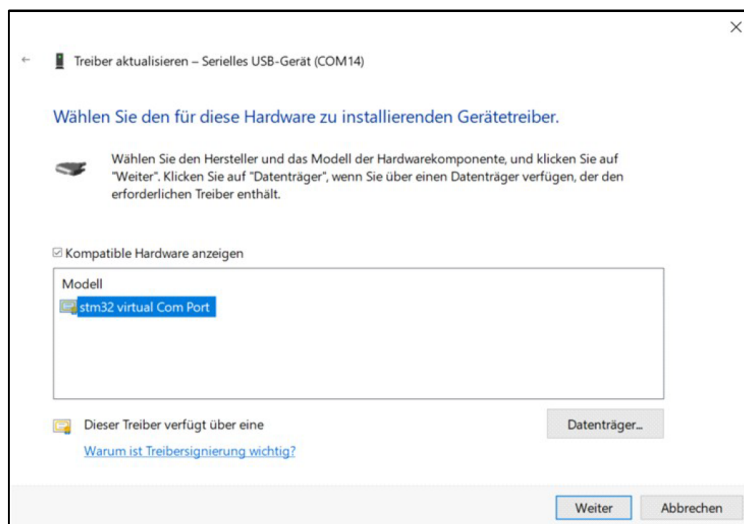 Treiber aktualisieren – Serielles USB-Gerät (COM14)
Wählen Sie den für diese Hardware zu installierenden Gerätetreiber.
Wählen Sie den Hersteller und das Modell der Hardwarekomponente, und klicken Sie auf
"Weiter". Klicken Sie auf "Datenträger", wenn Sie über einen Datenträger verfügen, der den
erforderlichen Treiber enthält.
Kompatible Hardware anzeigen
Modell
stm32 virtual Com Port
Dieser Treiber verfügt über eine
Datenträger...
Warum ist Treibersignierung wichtig?
Weiter Abbrechen